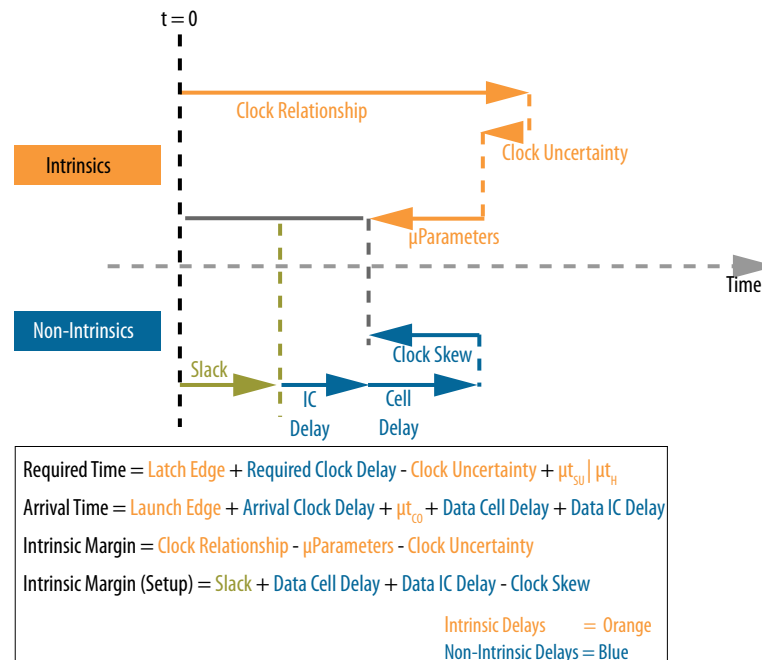 t = 0
Clock Relationship
Clock Uncertainty
Intrinsics
µParameters
Time
Non-Intrinsics
Clock Skew
Slack
IC
Delay
Cell
Delay
Required Time = Latch Edge + Required Clock Delay - Clock Uncertainty + µt_SU | µt_H
Arrival Time = Launch Edge + Arrival Clock Delay + µt_CO + Data Cell Delay + Data IC Delay
Intrinsic Margin = Clock Relationship - µParameters - Clock Uncertainty
Intrinsic Margin (Setup) = Slack + Data Cell Delay + Data IC Delay - Clock Skew
Intrinsic Delays = Orange
Non-Intrinsic Delays = Blue